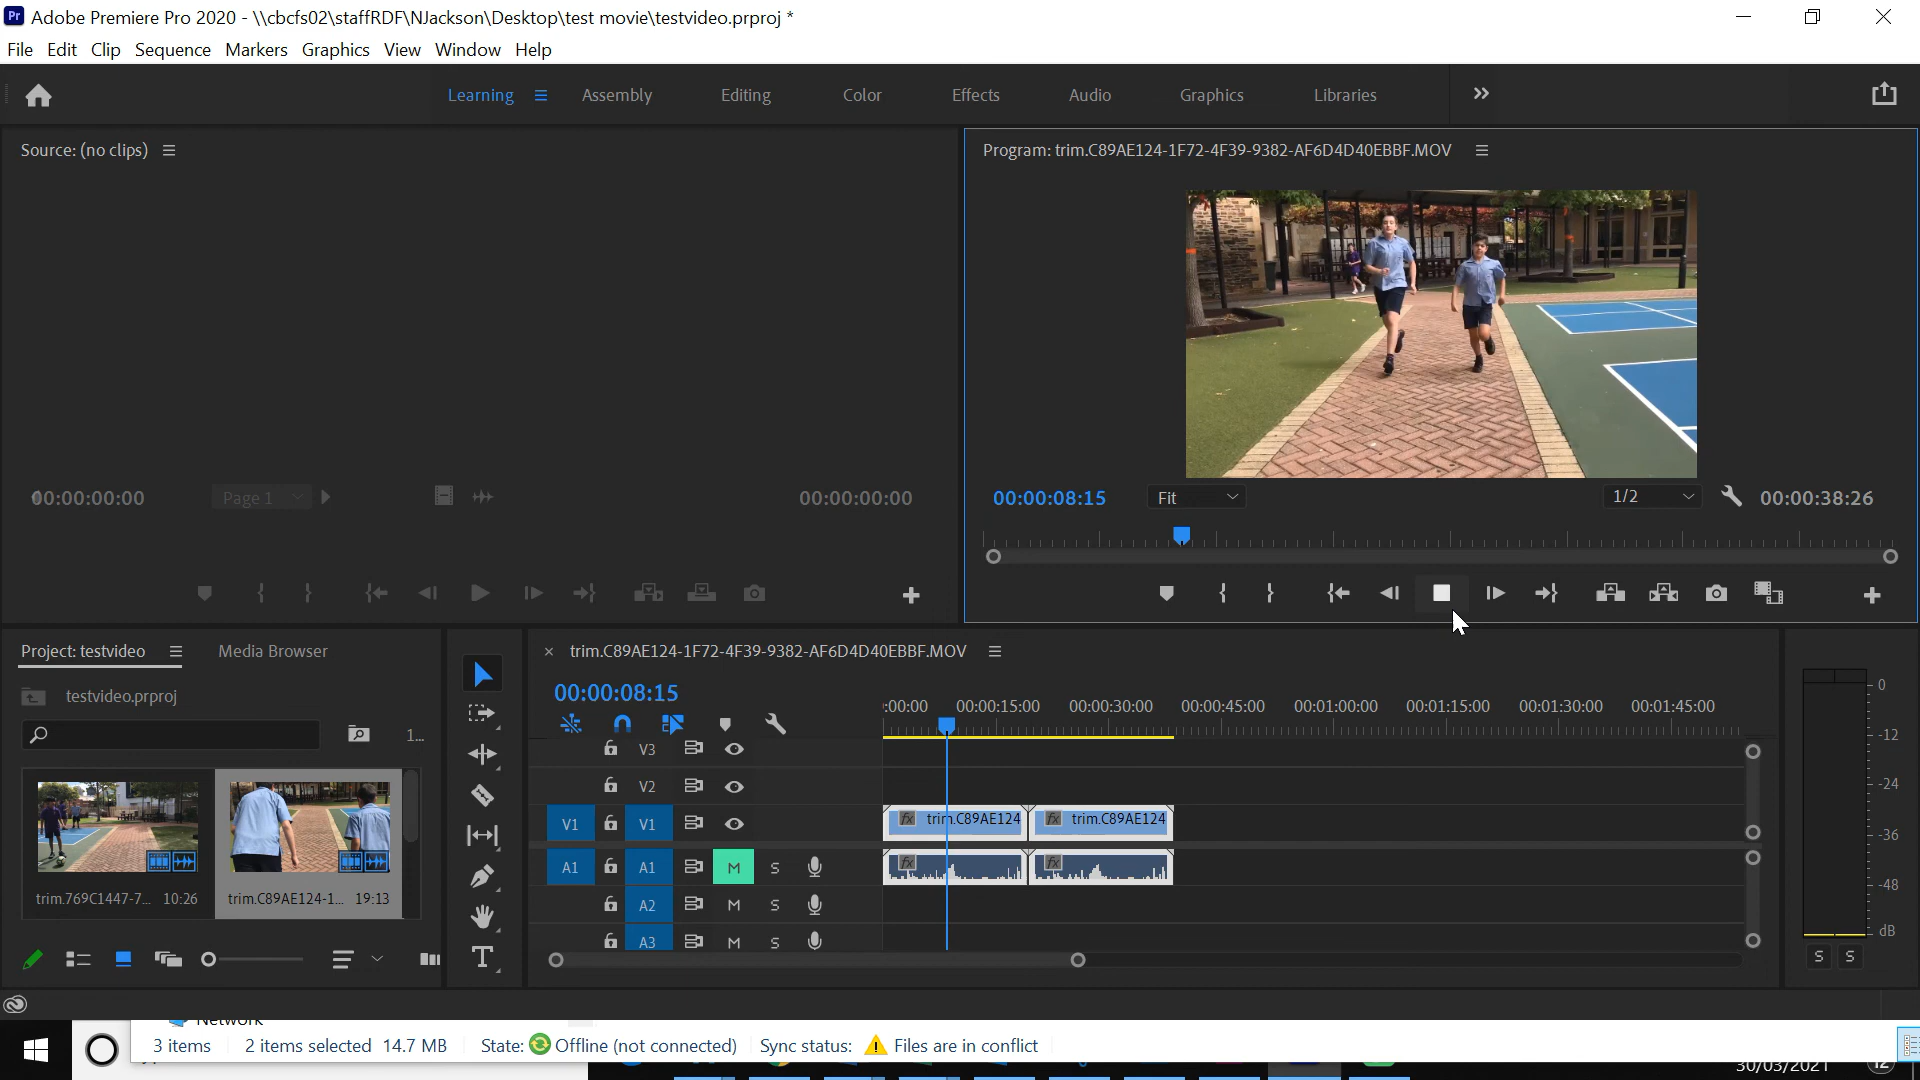 Pr Adobe Premiere Pro 2020 - \\cbcfs02\staffRDF\NJackson\Desktop\test movie\testvideo.prproj *
File Edit Clip Sequence Markers Graphics View Window Help
Learning Assembly Editing Color Effects Audio Graphics Libraries
Source: (no clips)
Program: trim.C89AE124-1F72-4F39-9382-AF6D4D40EBBF.MOV
00:00:00:00 Page 1 00:00:00:00
00:00:08:15 Fit 1/2 00:00:38:26
Project: testvideo Media Browser
testvideo.prproj
1...
trim.769C1447-7... 10:26
trim.C89AE124-1... 19:13
T
× trim.C89AE124-1F72-4F39-9382-AF6D4D40EBBF.MOV
00:00:08:15
:00:00 00:00:15:00 00:00:30:00 00:00:45:00 00:01:00:00 00:01:15:00 00:01:30:00 00:01:45:00
V3
V2
V1 V1 fx trim.C89AE124 fx trim.C89AE124
A1 A1 M S fx fx
A2 M S
A3 M S
0
-12
-24
-36
-48
dB
S S
Network
3 items 2 items selected 14.7 MB State: Offline (not connected) Sync status: Files are in conflict
30/03/2021 12